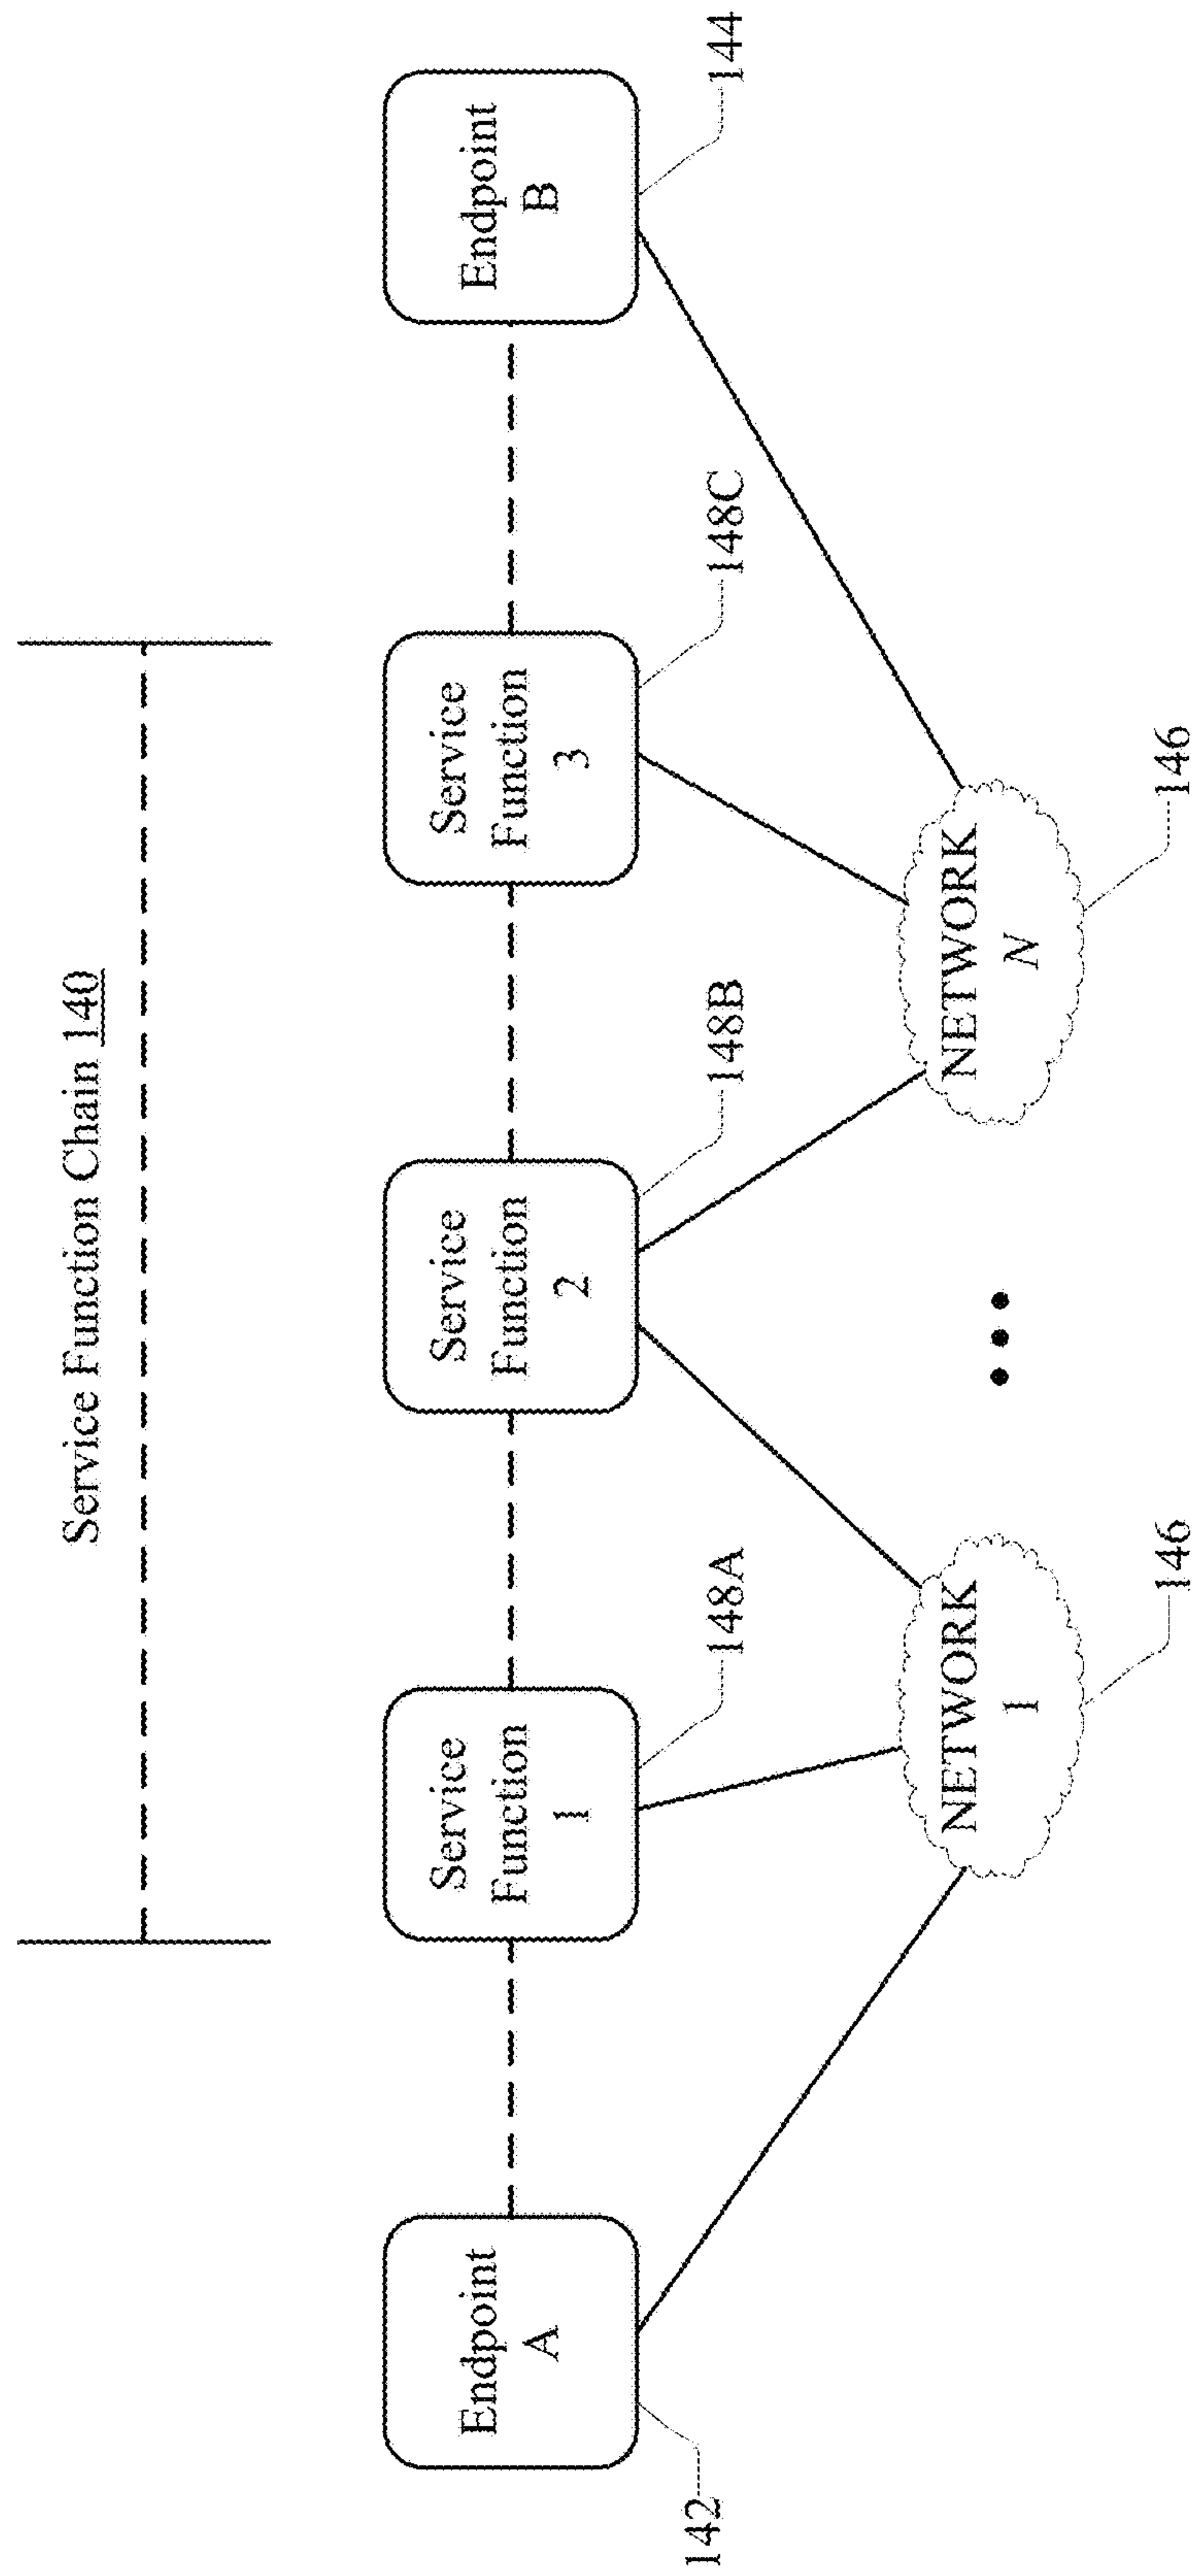 Service Function Chain 140
Endpoint
A
Service
Function
1
Service
Function
2
Service
Function
3
Endpoint
B
142
148A
148B
148C
144
NETWORK
1
NETWORK
N
146
146